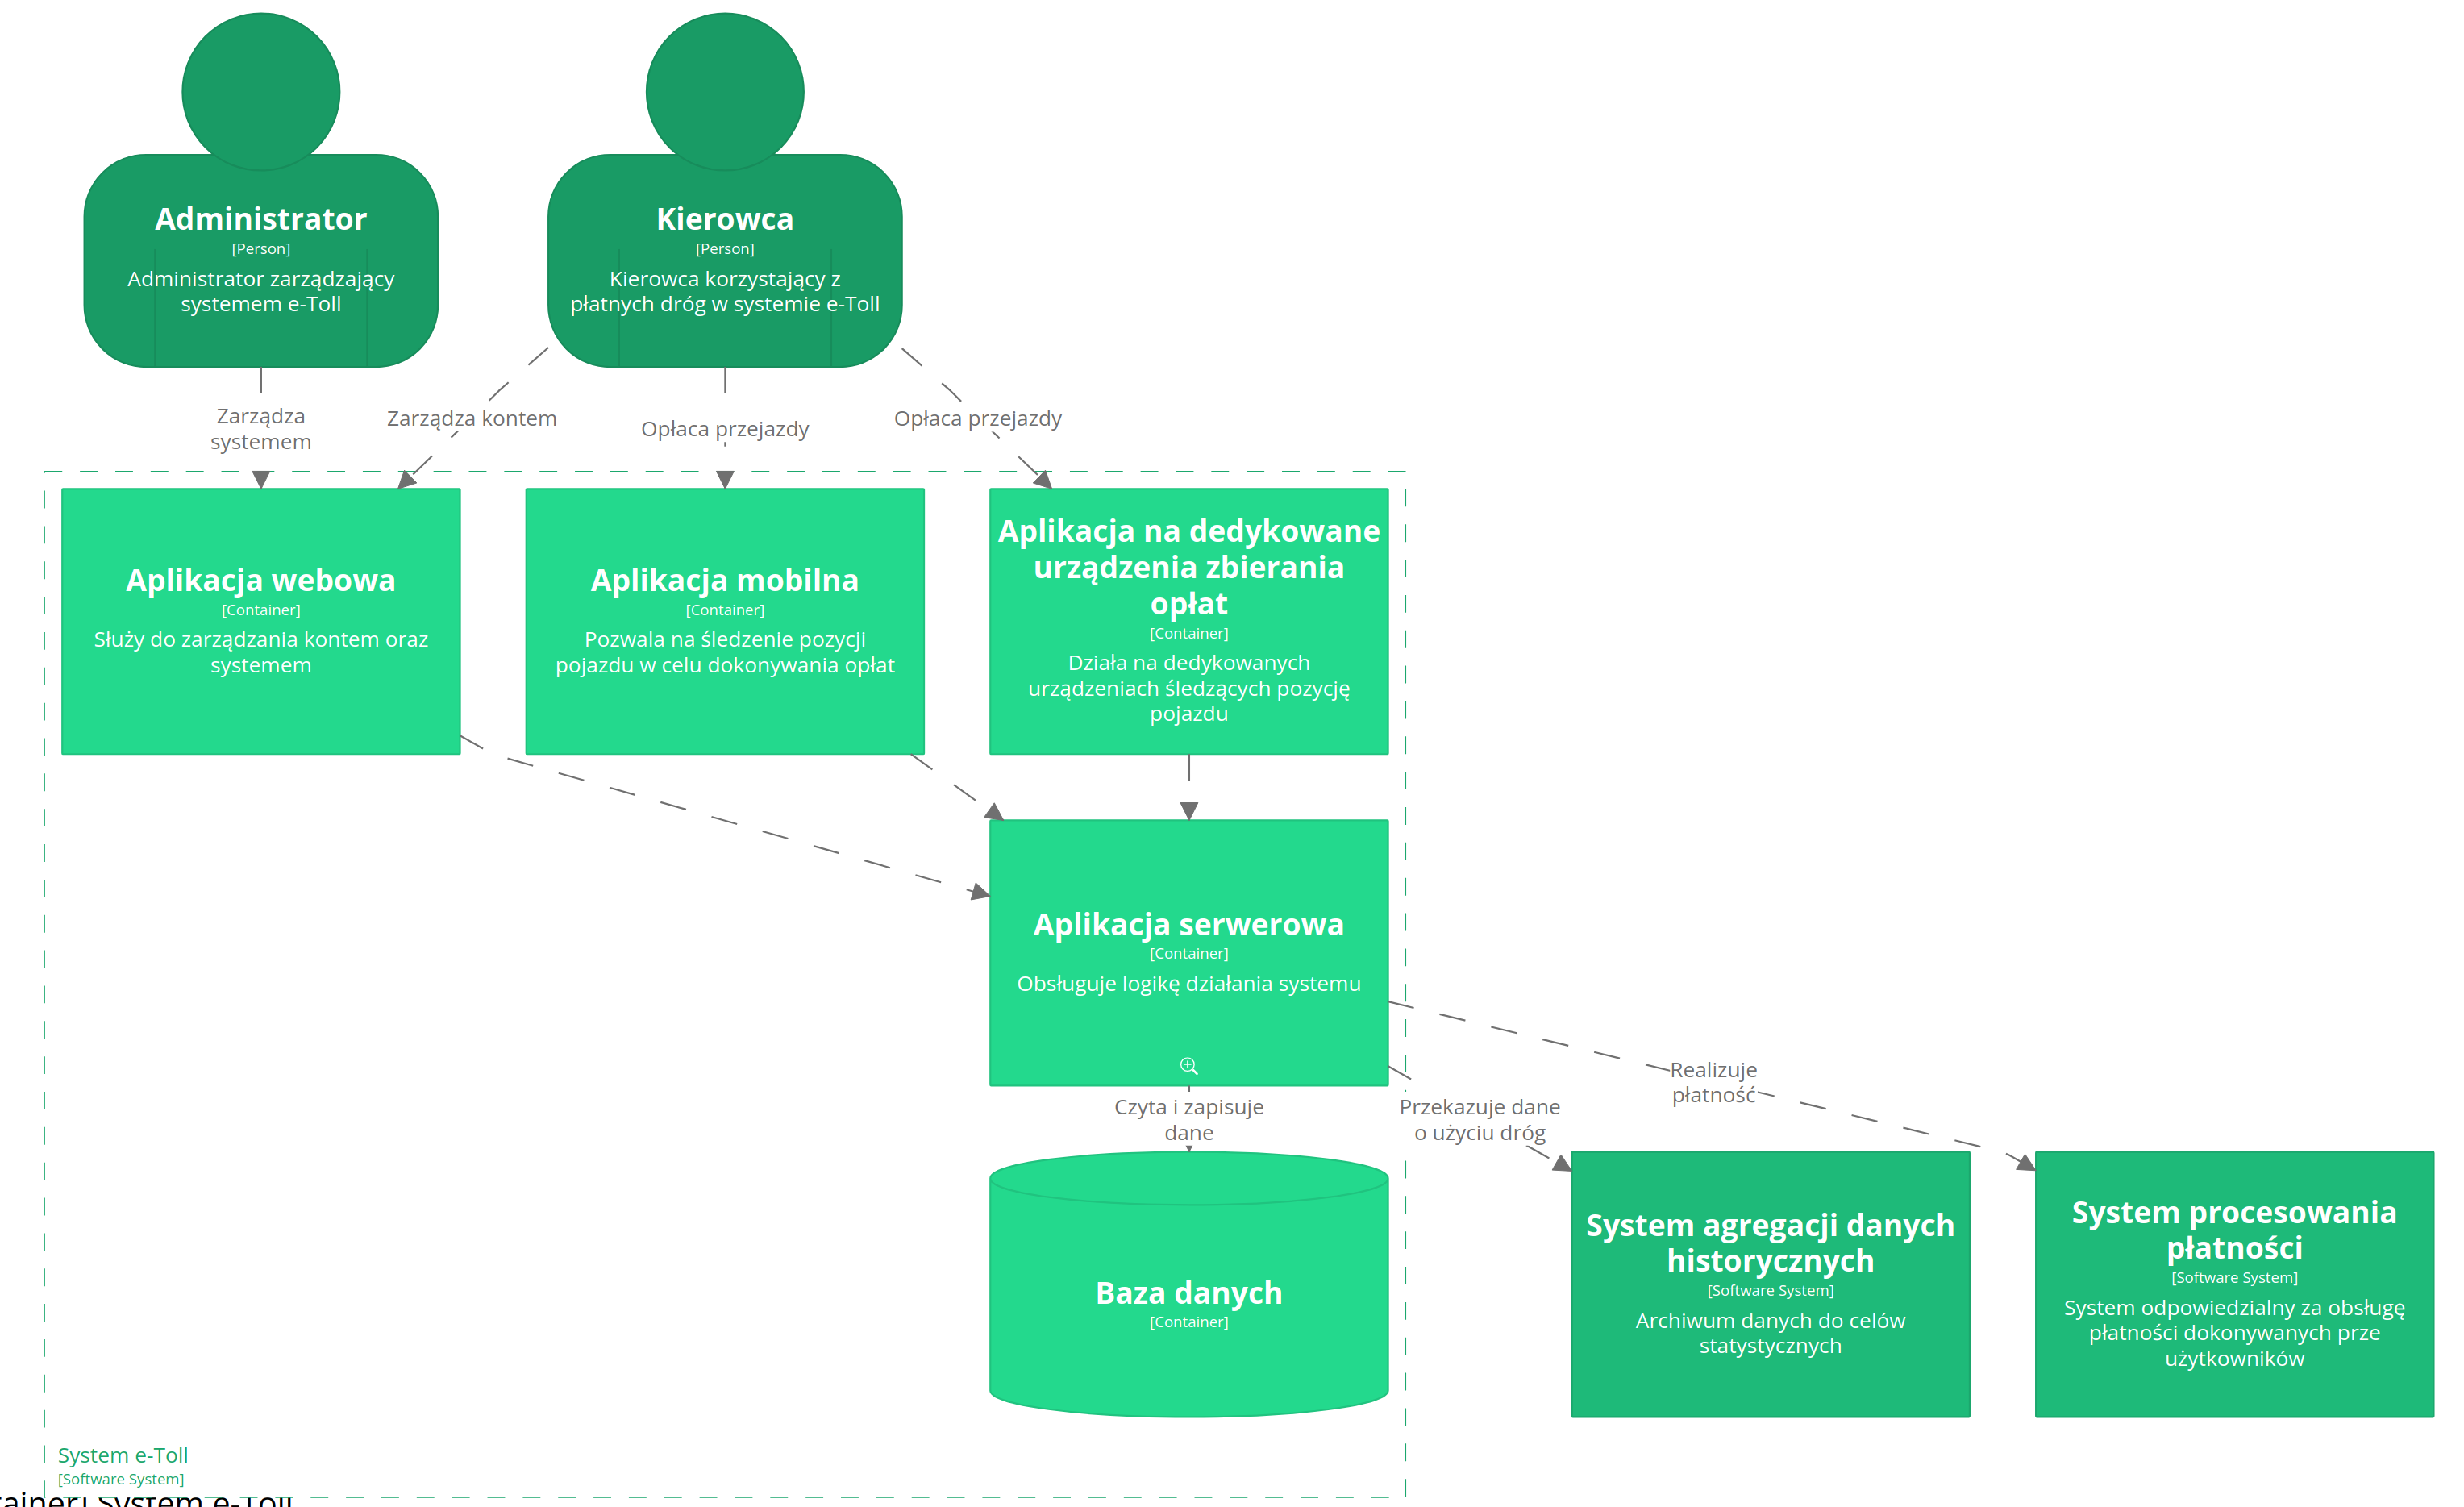 Administrator
[Person]
Administrator zarządzający
systemem e-Toll
Kierowca
[Person]
Kierowca korzystający z
płatnych dróg w systemie e-Toll
Zarządza
systemem
Zarządza kontem
Opłaca przejazdy
Opłaca przejazdy
Aplikacja webowa
[Container]
Służy do zarządzania kontem oraz
systemem
Aplikacja mobilna
[Container]
Pozwala na śledzenie pozycji
pojazdu w celu dokonywania opłat
Aplikacja na dedykowane
urządzenia zbierania
opłat
[Container]
Działa na dedykowanych
urządzeniach śledzących pozycję
pojazdu
Aplikacja serwerowa
[Container]
Obsługuje logikę działania systemu
Czyta i zapisuje
dane
Przekazuje dane
o użyciu dróg
Realizuje
płatność
Baza danych
[Container]
System agregacji danych
historycznych
[Software System]
Archiwum danych do celów
statystycznych
System procesowania
płatności
[Software System]
System odpowiedzialny za obsługę
płatności dokonywanych prze
użytkowników
System e-Toll
[Software System]
System e-Toll